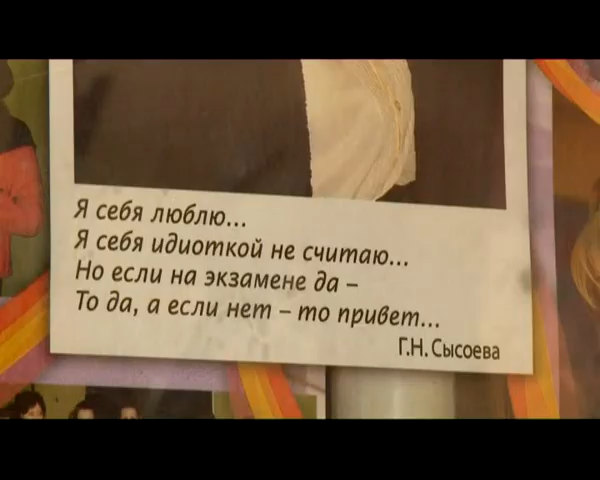 Я себя люблю...
Я себя идиоткой не считаю...
Но если на экзамене да –
То да, а если нет – то привет...
Г.Н. Сысоева